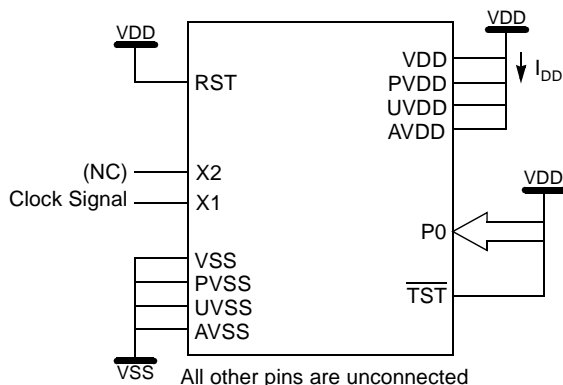 VDD
VDD
RST
VDD
PVDD
UVDD
AVDD
IDD
(NC)
X2
Clock Signal
X1
VDD
P0
TST
VSS
PVSS
UVSS
AVSS
VSS
All other pins are unconnected